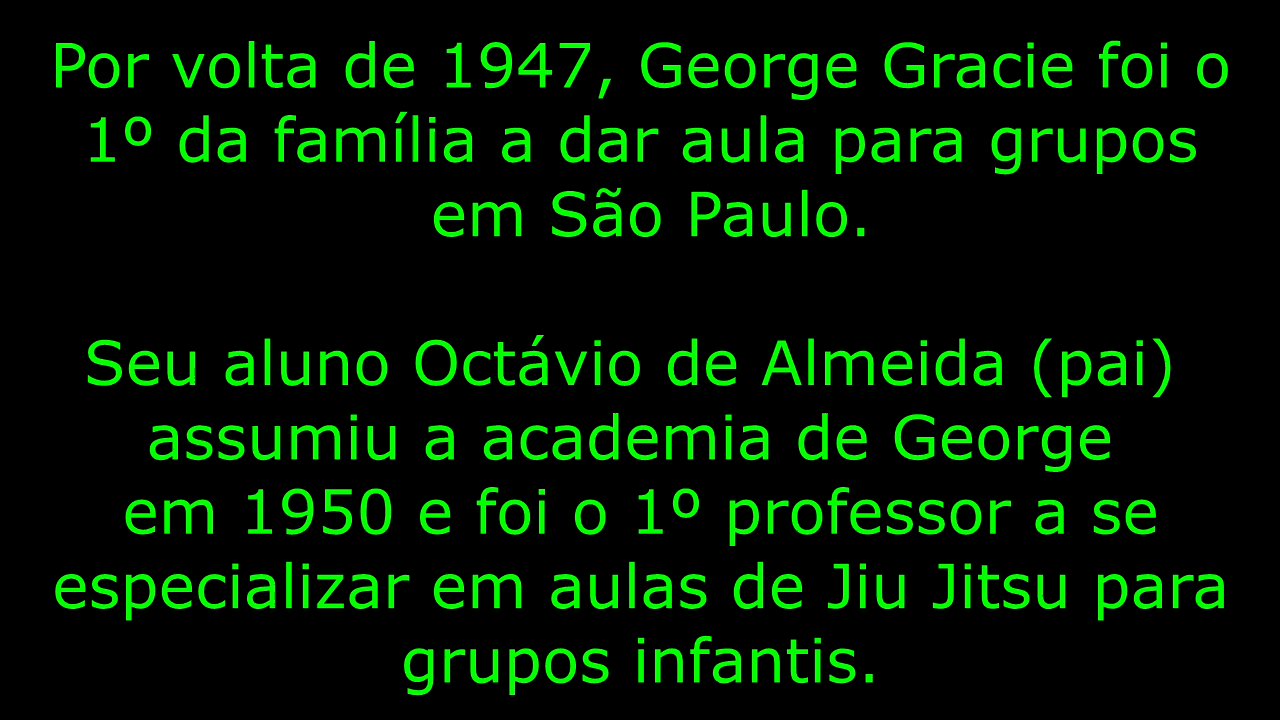 Por volta de 1947, George Gracie foi o
1º da família a dar aula para grupos
em São Paulo.
Seu aluno Octávio de Almeida (pai)
assumiu a academia de George
em 1950 e foi o 1º professor a se
especializar em aulas de Jiu Jitsu para
grupos infantis.